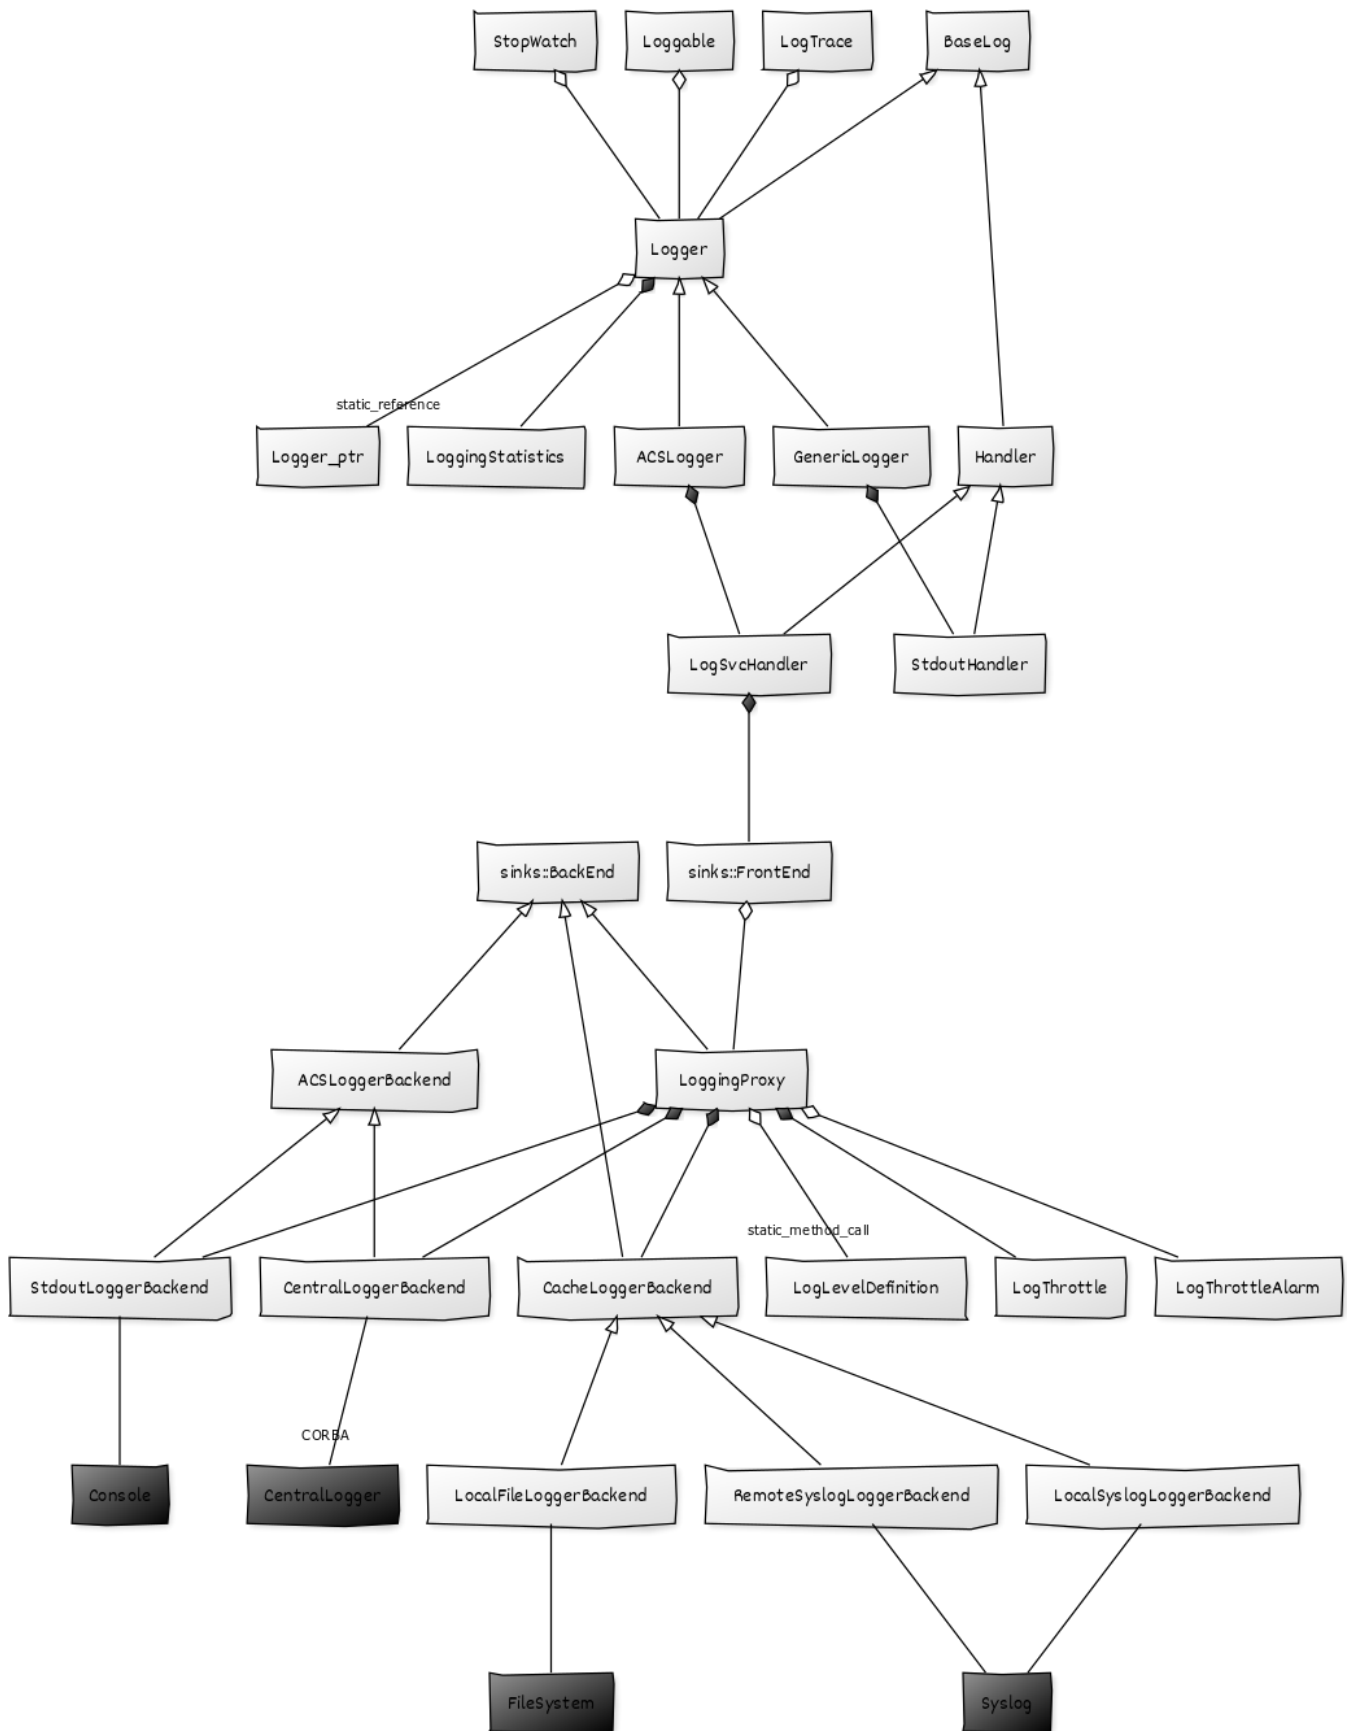 StopWatch
Loggable
LogTrace
BaseLog
Logger
static_reference
Logger_ptr
LoggingStatistics
ACSLogger
GenericLogger
Handler
LogSvcHandler
StdoutHandler
sinks::BackEnd
sinks::FrontEnd
ACSLoggerBackend
LoggingProxy
static_method_call
StdoutLoggerBackend
CentralLoggerBackend
CacheLoggerBackend
LogLevelDefinition
LogThrottle
LogThrottleAlarm
CORBA
Console
CentralLogger
LocalFileLoggerBackend
RemoteSyslogLoggerBackend
LocalSyslogLoggerBackend
FileSystem
Syslog